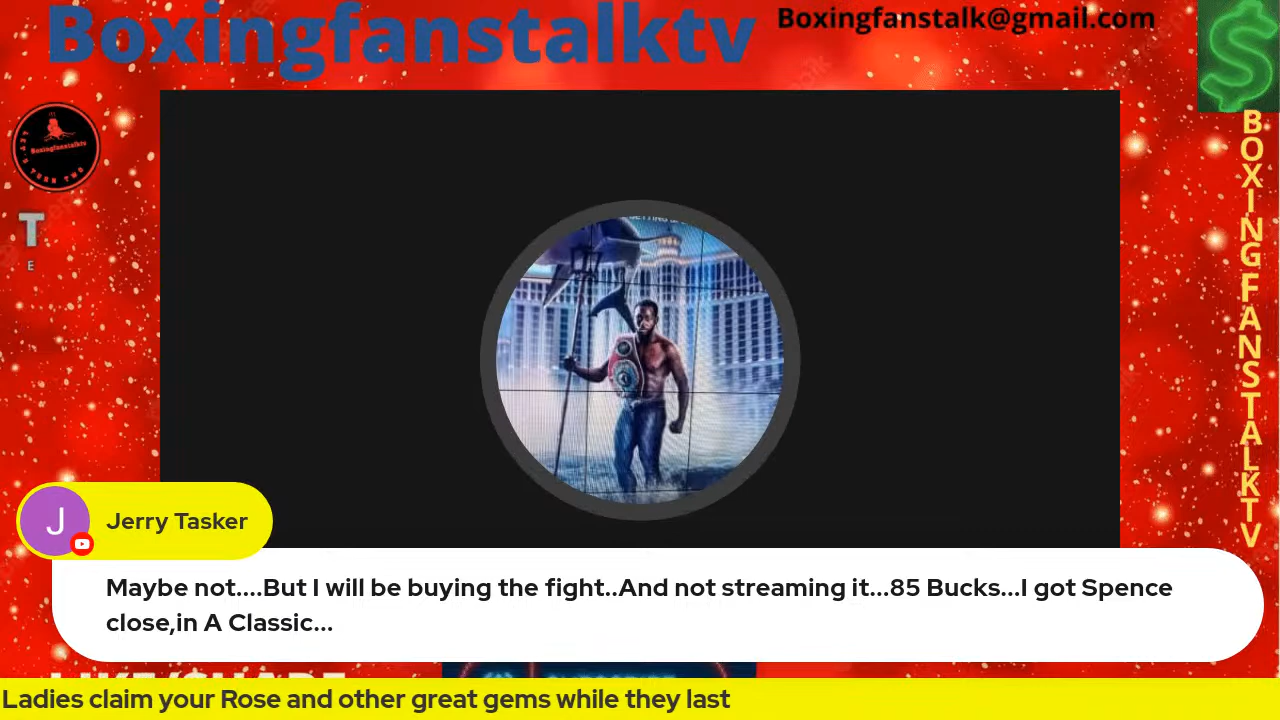 Boxingfanstalktv
Boxingfanstalk@gmail.com
$
Boxingfanstalktv
T
E
BOXINGFANSTALKTV
J
Jerry Tasker
Maybe not....But I will be buying the fight..And not streaming it...85 Bucks...I got Spence
close,in A Classic...
Ladies claim your Rose and other great gems while they last